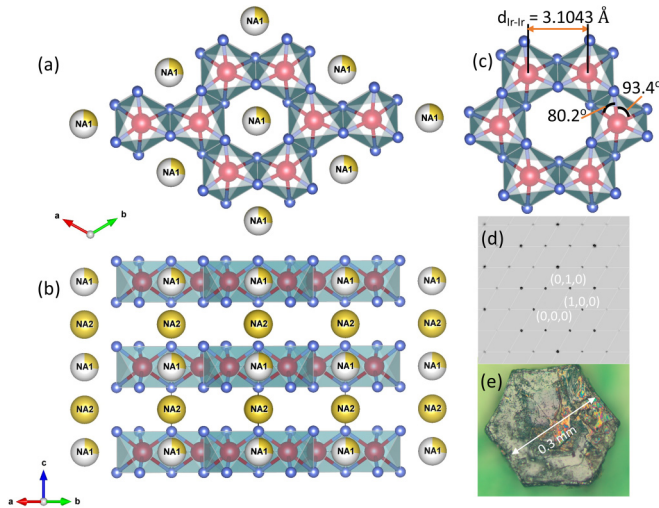 (a)
NA1
NA1
NA1
NA1
NA1
NA1
NA1
NA1
NA1
a
b
(b)
NA1
NA1
NA1
NA1
NA1
NA2
NA2
NA2
NA2
NA2
NA1
NA1
NA1
NA1
NA1
NA2
NA2
NA2
NA2
NA2
NA1
NA1
NA1
NA1
NA1
c
a
b
dIr-Ir = 3.1043 Å
(c)
93.4°
80.2°
(d)
(0,1,0)
(1,0,0)
(0,0,0)
(e)
0.3 mm